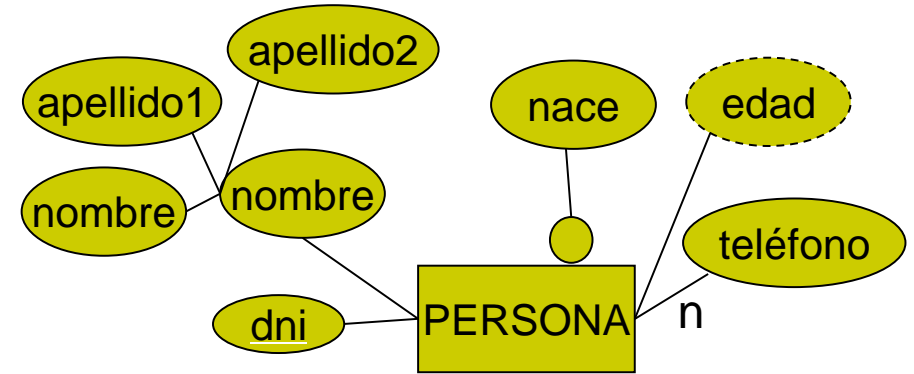 apellido2
apellido1
nace
edad
nombre
nombre
teléfono
dni
PERSONA
n